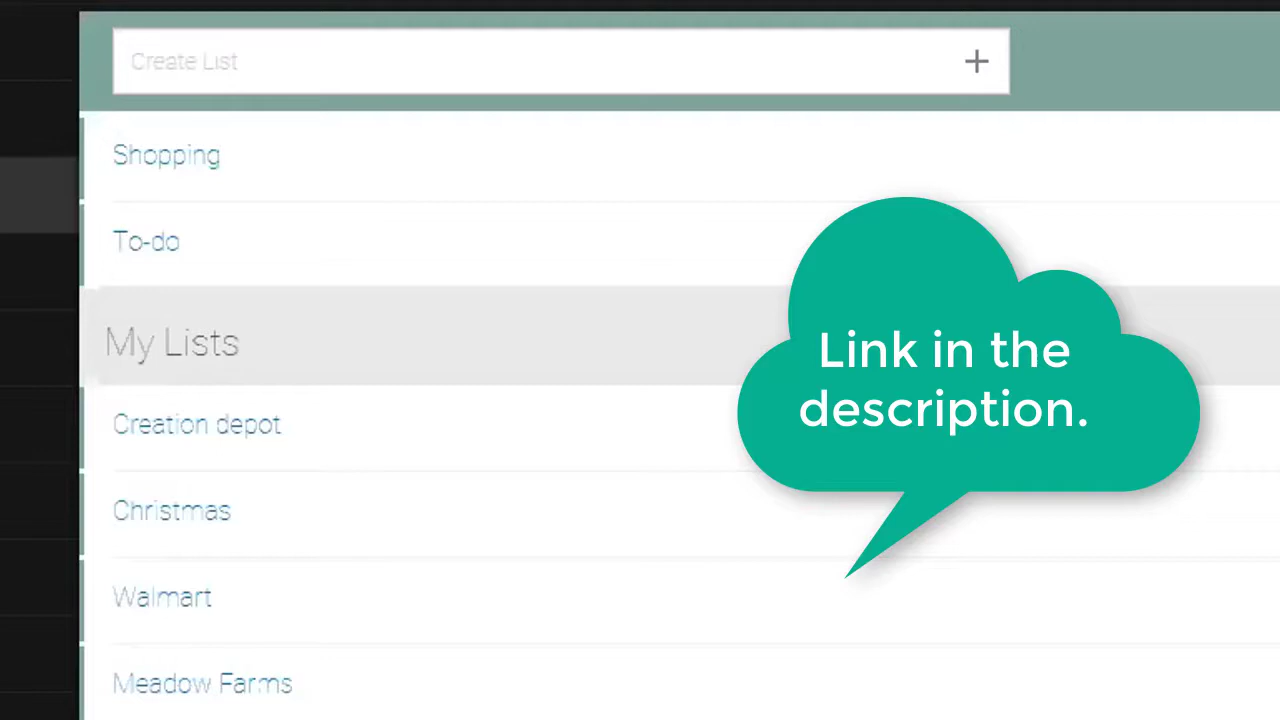 Create List +
Shopping
To-do
My Lists
Link in the
description.
Creation depot
Christmas
Walmart
Meadow Farms